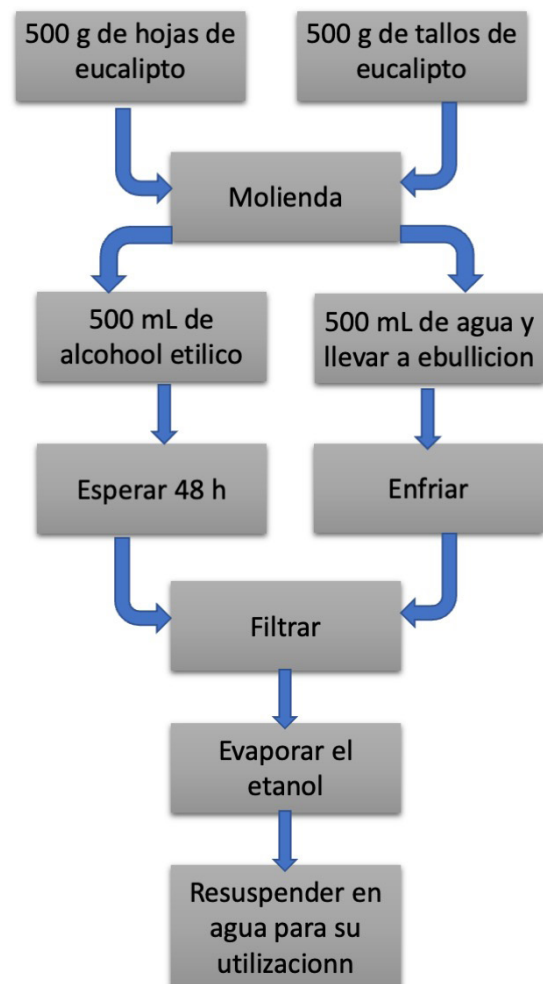 500 g de hojas de
eucalipto
500 g de tallos de
eucalipto
Molienda
500 mL de
alcohool etilico
500 mL de agua y
llevar a ebullicion
Esperar 48 h
Enfriar
Filtrar
Evaporar el
etanol
Resuspender en
agua para su
utilizacionn